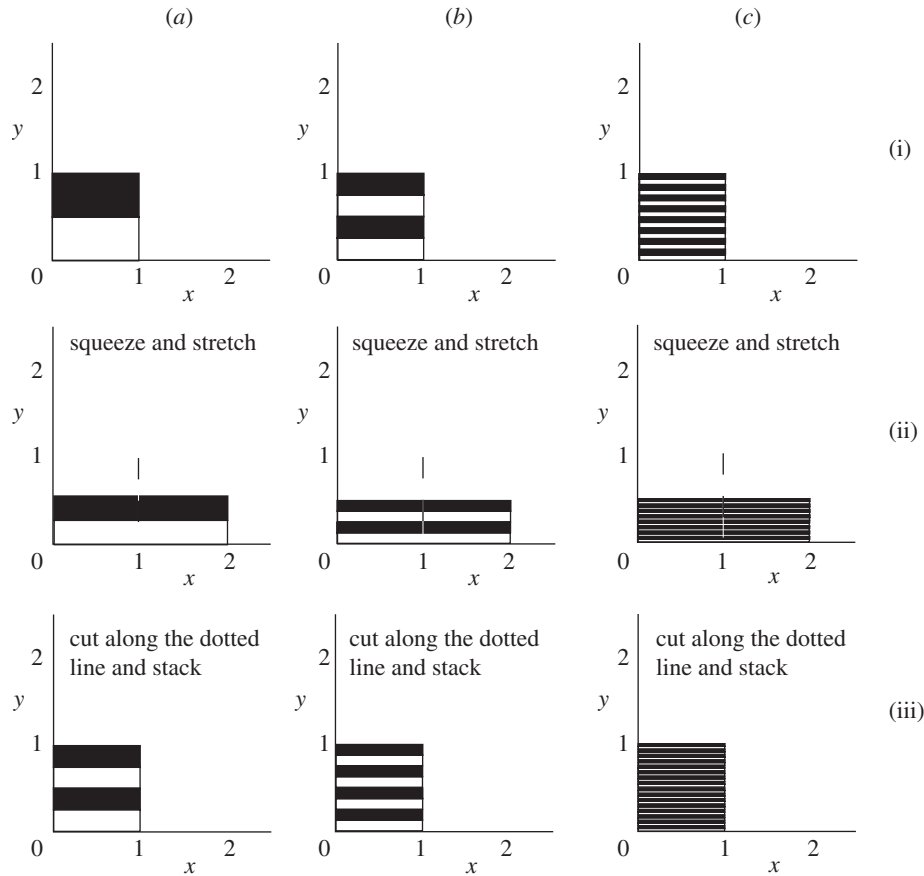 (a) (b) (c)
2 2 2
y y y (i)
1 1 1
0 1 2 0 1 2 0 1 2
x x x
squeeze and stretch squeeze and stretch squeeze and stretch
2 2 2
y y y (ii)
1 1 1
0 1 2 0 1 2 0 1 2
x x x
cut along the dotted cut along the dotted cut along the dotted
2 line and stack 2 line and stack 2 line and stack
y y y (iii)
1 1 1
0 1 2 0 1 2 0 1 2
x x x